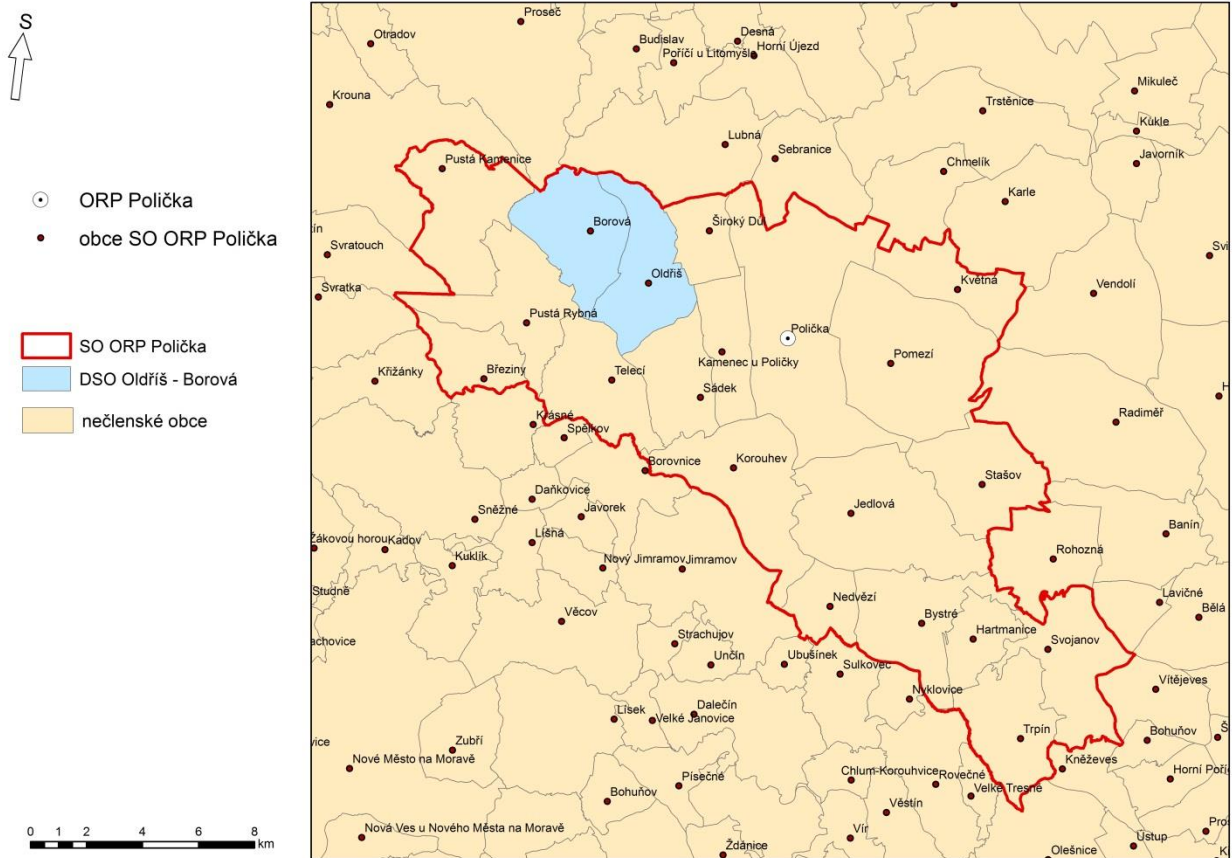 S
ORP Polička
obce SO ORP Polička
SO ORP Polička
DSO Oldříš - Borová
nečlenské obce
0 1 2 4 6 8
km
Proseč
Otradov
Budislav
Desná
Horní Újezd
Poříčí u Litomyšle
Mikuleč
Krouna
Trstěnice
Kukle
Lubná
Sebranice
Javorník
Pustá Kamenice
Chmelík
Karle
Borová
Široký Důl
Svratouch
Oldřiš
Květná
Vendolí
Svratka
Pustá Rybná
Polička
Kamenec u Poličky
Pomezí
Křižánky
Březiny
Telecí
Sádek
Radiměř
Krásné
Spělkov
Borovnice
Korouhev
Stašov
Daňkovice
Sněžné
Javorek
Jedlová
Banín
Líšná
Žákovou horou
Kadov
Kuklík
Nový Jimramov
Jimramov
Rohozná
Studně
Lavičné
Bělá
Věcov
Nedvězí
Bystré
Hartmanice
Svojanov
Strachujov
Unčín
Ubušínek
Sulkovec
Vítějeves
Nyklovice
Lísek
Velké Janovice
Dalečín
Trpín
Bohuňov
Zubří
Nové Město na Moravě
Kněževes
Písečné
Chlum-Korouhvice
Rovečné
Velké Tresné
Horní Poříč
Bohuňov
Věstín
Nová Ves u Nového Města na Moravě
Vír
Ždánice
Olešnice
Ústup